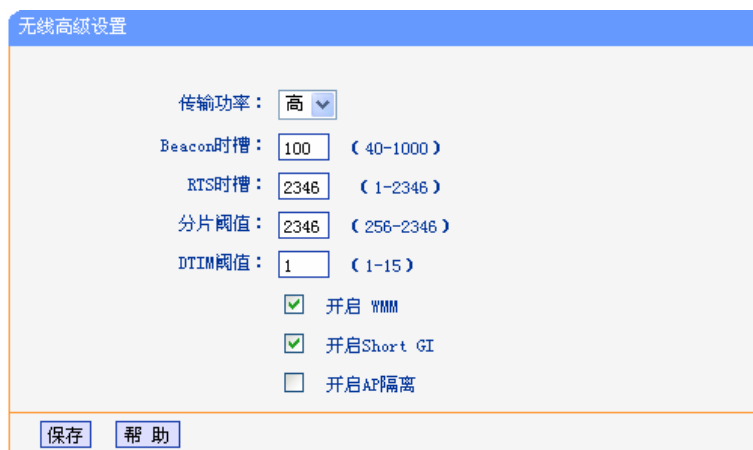 无线高级设置
传输功率： 高
Beacon时槽： 100 （40-1000）
RTS时槽： 2346 （1-2346）
分片阈值： 2346 （256-2346）
DTIM阈值： 1 （1-15）
开启 WMM
开启Short GI
开启AP隔离
保存 帮 助